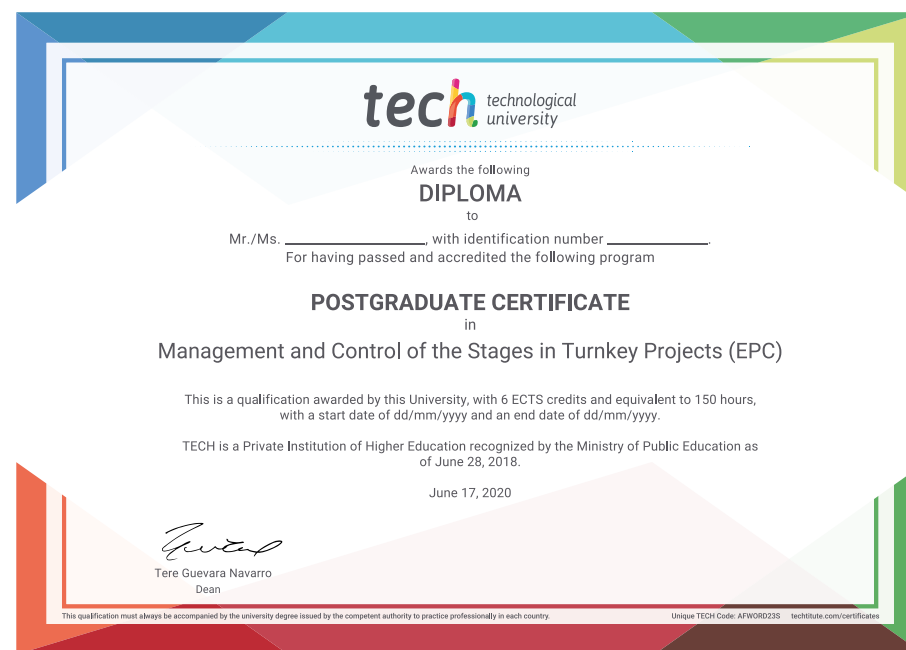 tech technological
university
Awards the following
DIPLOMA
to
Mr./Ms. ____________, with identification number ____________.
For having passed and accredited the following program
POSTGRADUATE CERTIFICATE
in
Management and Control of the Stages in Turnkey Projects (EPC)
This is a qualification awarded by this University, with 6 ECTS credits and equivalent to 150 hours,
with a start date of dd/mm/yyyy and an end date of dd/mm/yyyy.
TECH is a Private Institution of Higher Education recognized by the Ministry of Public Education as
of June 28, 2018.
June 17, 2020
Tere Guevara Navarro
Dean
This qualification must always be accompanied by the university degree issued by the competent authority to practice professionally in each country.
Unique TECH Code: AFWORD23S techtitute.com/certificates